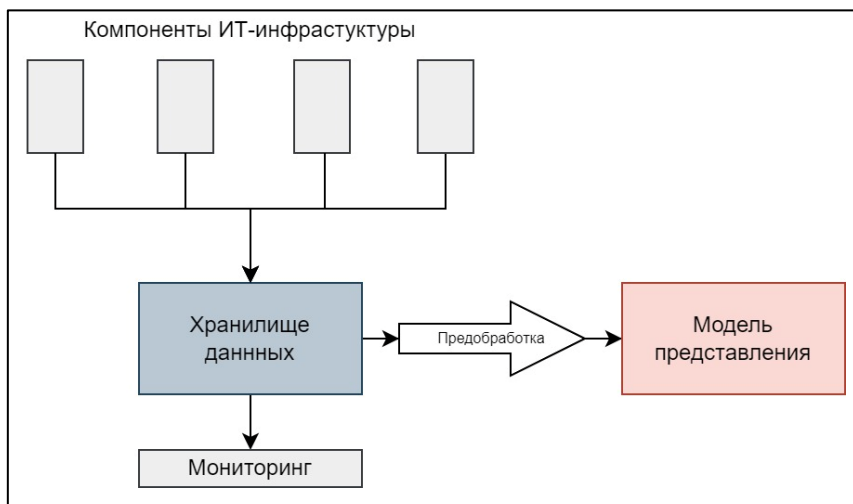 Компоненты ИТ-инфрастуктуры
Хранилище
даннных
Предобработка
Модель
представления
Мониторинг